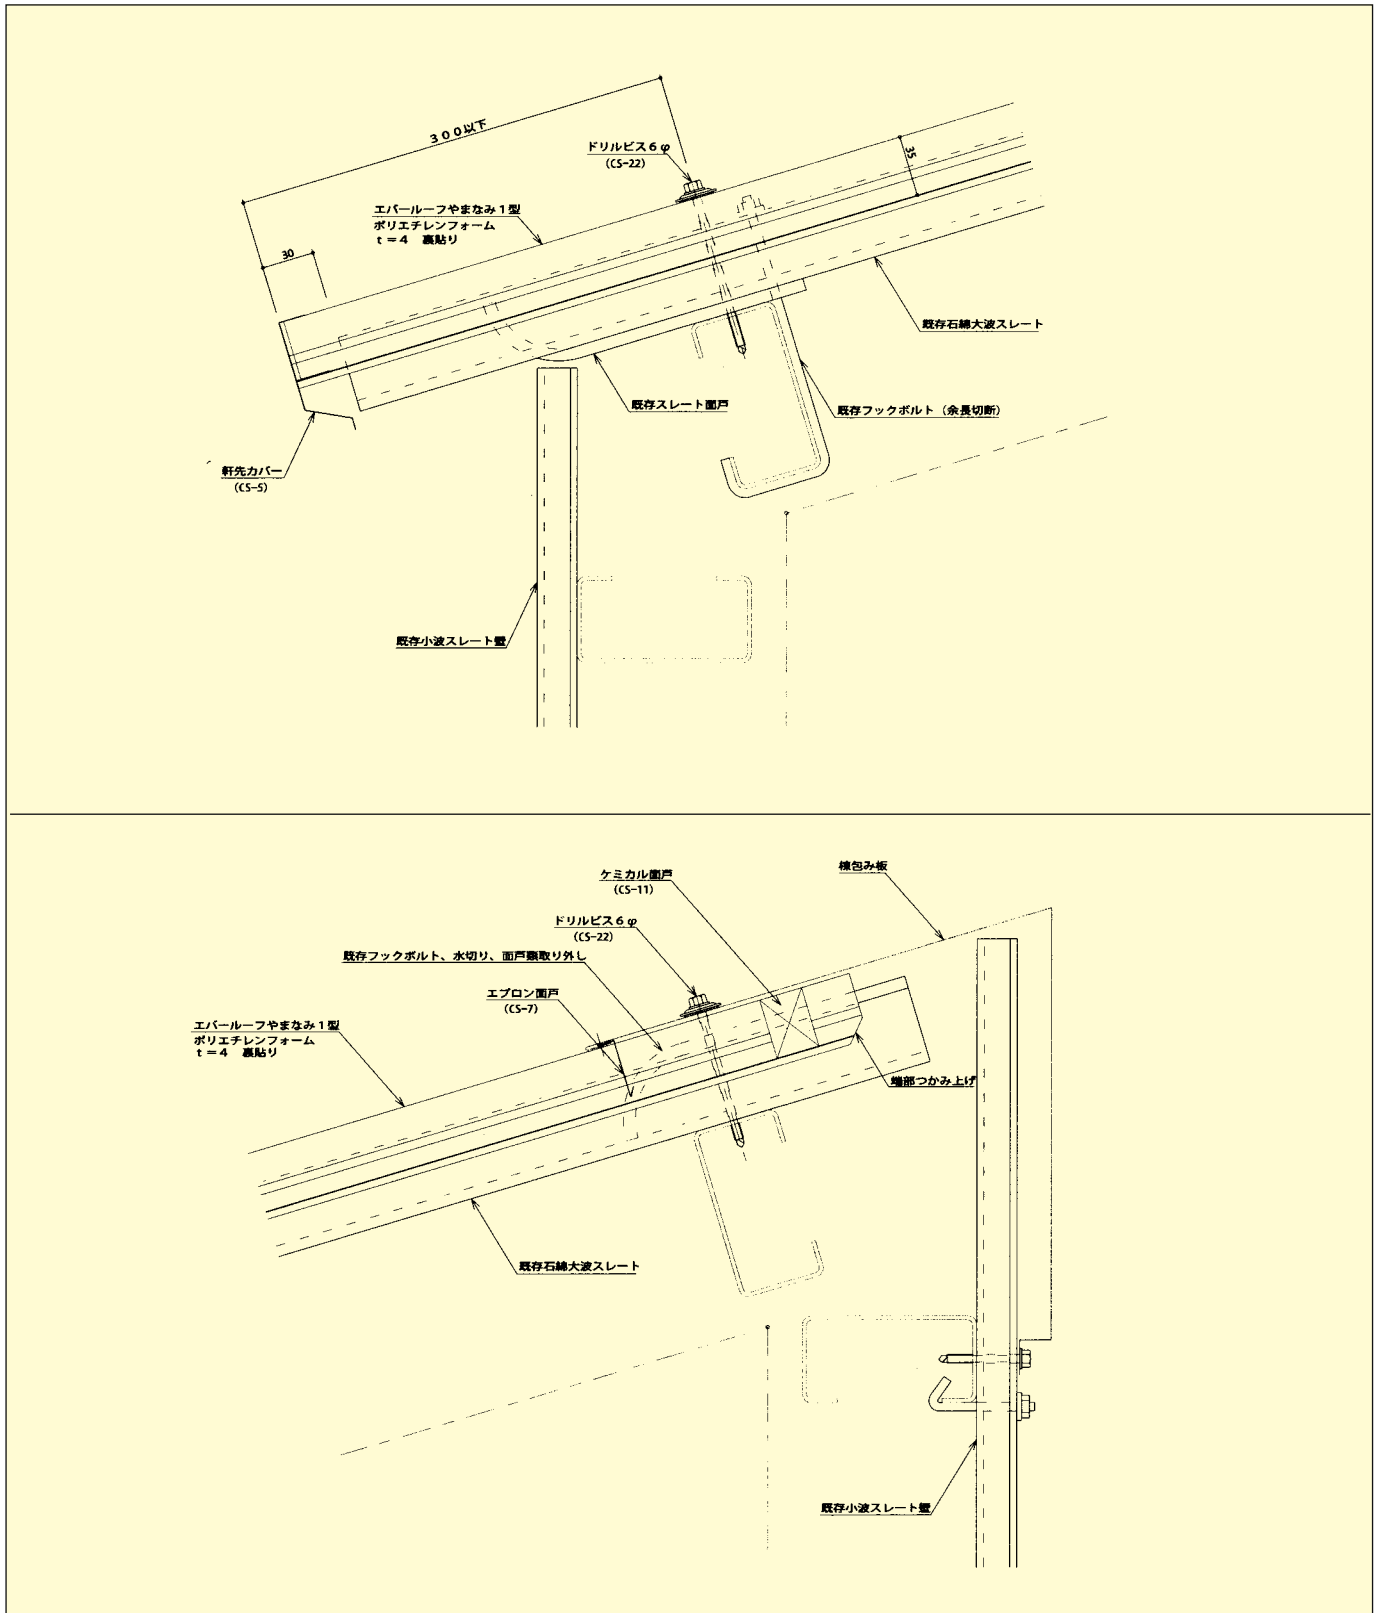 ３００以下
ドリルビス６φ
(CS-22)
35
エバールーフやまなみ１型
ポリエチレンフォーム
ｔ＝４　裏貼り
30
既存石綿大波スレート
既存スレート面戸
既存フックボルト（余長切断）
軒先カバー
(CS-5)
既存小波スレート壁
棟包み板
ケミカル面戸
(CS-11)
ドリルビス６φ
(CS-22)
既存フックボルト、水切り、面戸類取り外し
エプロン面戸
(CS-7)
エバールーフやまなみ１型
ポリエチレンフォーム
ｔ＝４　裏貼り
端部つかみ上げ
既存石綿大波スレート
既存小波スレート壁